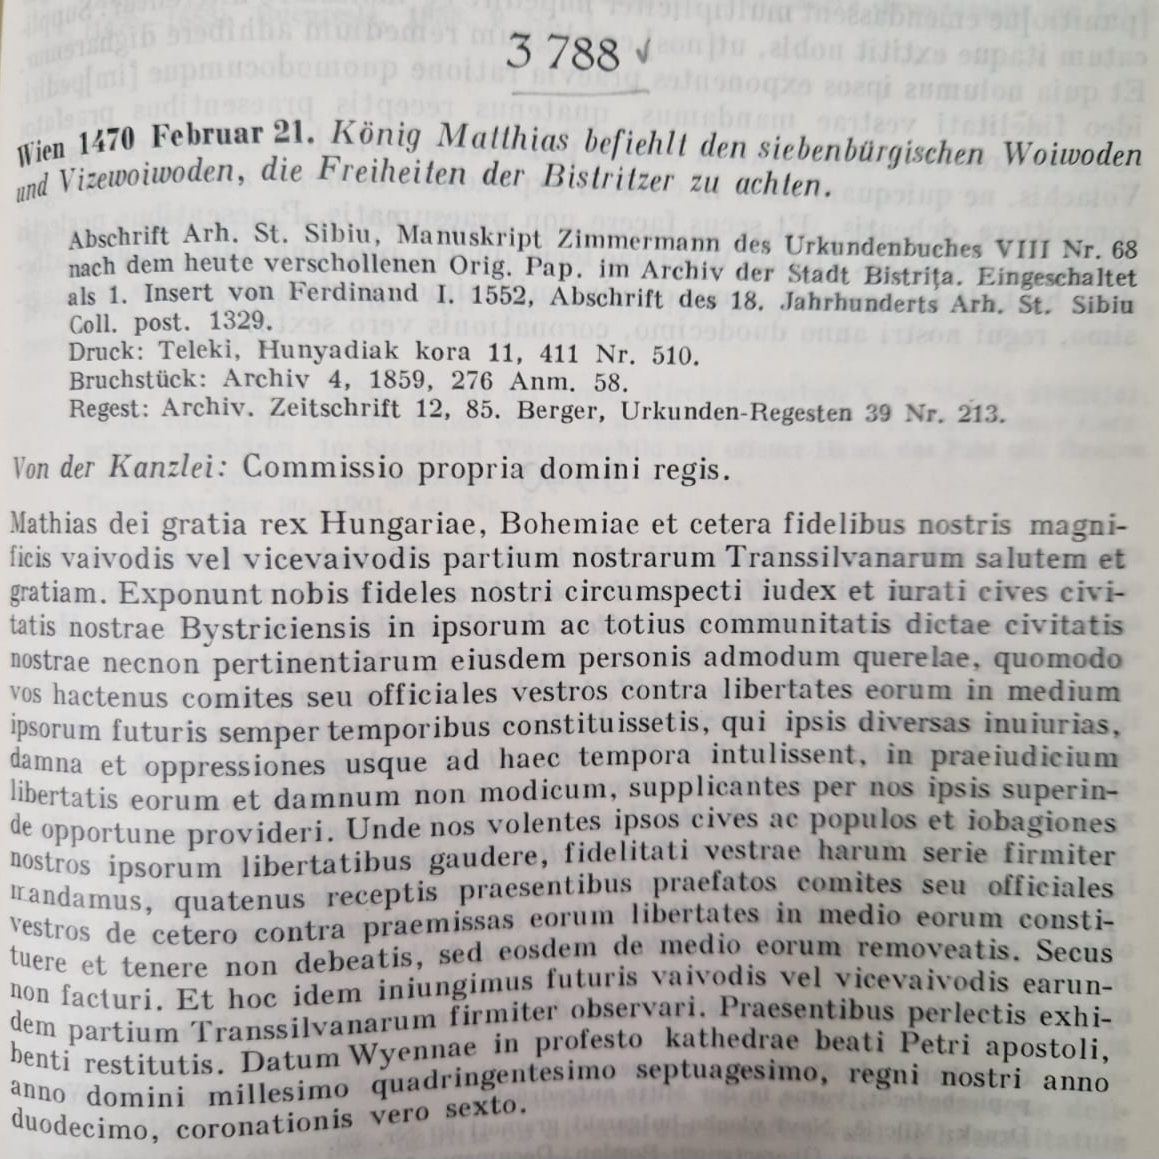 3 788 ✓
Wien 1470 Februar 21. König Matthias befiehlt den siebenbürgischen Woiwoden
und Vizewoiwoden, die Freiheiten der Bistritzer zu achten.
Abschrift Arh. St. Sibiu, Manuskript Zimmermann des Urkundenbuches VIII Nr. 68
nach dem heute verschollenen Orig. Pap. im Archiv der Stadt Bistrița. Eingeschaltet
als 1. Insert von Ferdinand I. 1552, Abschrift des 18. Jahrhunderts Arh. St. Sibiu
Coll. post. 1329.
Druck: Teleki, Hunyadiak kora 11, 411 Nr. 510.
Bruchstück: Archiv 4, 1859, 276 Anm. 58.
Regest: Archiv. Zeitschrift 12, 85. Berger, Urkunden-Regesten 39 Nr. 213.
Von der Kanzlei: Commissio propria domini regis.
Mathias dei gratia rex Hungariae, Bohemiae et cetera fidelibus nostris magni-
ficis vaivodis vel vicevaivodis partium nostrarum Transsilvanarum salutem et
gratiam. Exponunt nobis fideles nostri circumspecti iudex et iurati cives civi-
tatis nostrae Bystriciensis in ipsorum ac totius communitatis dictae civitatis
nostrae necnon pertinentiarum eiusdem personis admodum querelae, quomodo
vos hactenus comites seu officiales vestros contra libertates eorum in medium
ipsorum futuris semper temporibus constituissetis, qui ipsis diversas inuiurias,
damna et oppressiones usque ad haec tempora intulissent, in praeiudicium
libertatis eorum et damnum non modicum, supplicantes per nos ipsis superin-
de opportune provideri. Unde nos volentes ipsos cives ac populos et iobagiones
nostros ipsorum libertatibus gaudere, fidelitati vestrae harum serie firmiter
mandamus, quatenus receptis praesentibus praefatos comites seu officiales
vestros de cetero contra praemissas eorum libertates in medio eorum consti-
tuere et tenere non debeatis, sed eosdem de medio eorum removeatis. Secus
non facturi. Et hoc idem iniungimus futuris vaivodis vel vicevaivodis earun-
dem partium Transsilvanarum firmiter observari. Praesentibus perlectis exhi-
benti restitutis. Datum Wyennae in profesto kathedrae beati Petri apostoli,
anno domini millesimo quadringentesimo septuagesimo, regni nostri anno
duodecimo, coronationis vero sexto.